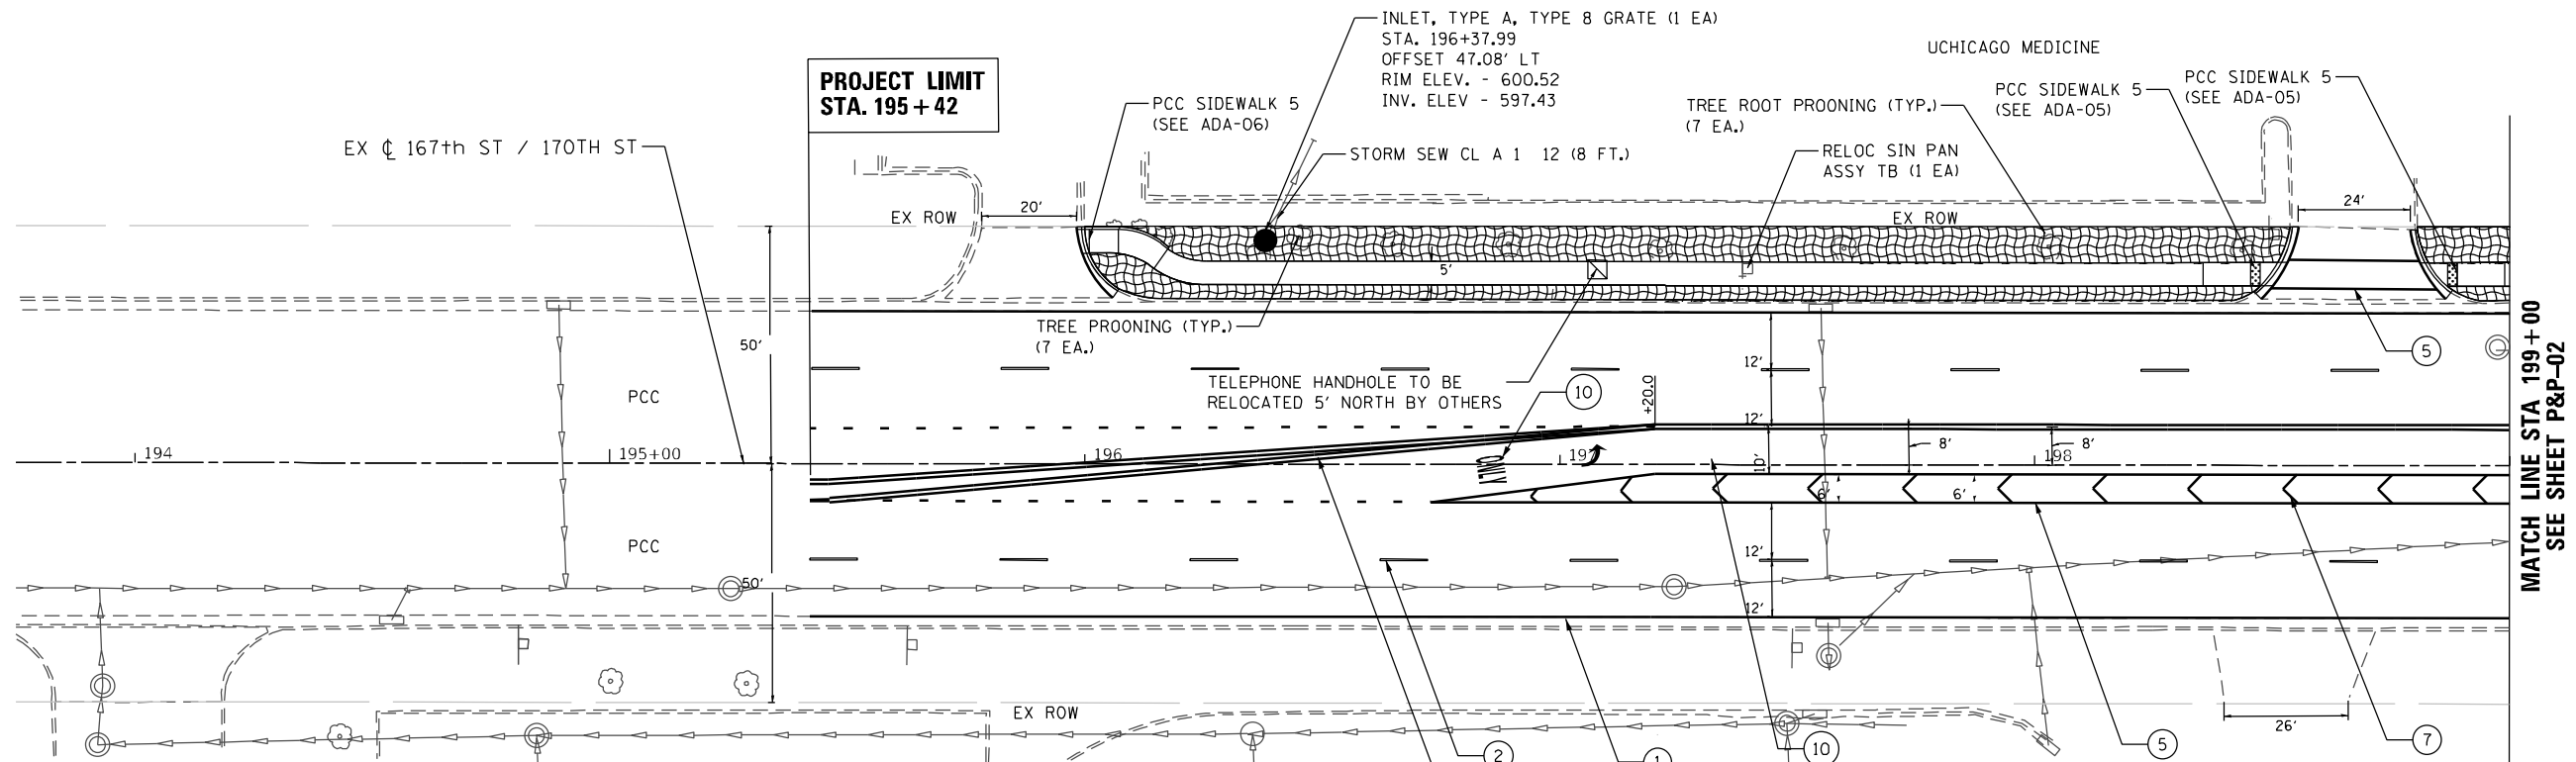 INLET, TYPE A, TYPE 8 GRATE (1 EA)
STA. 196+37.99
OFFSET 47.08' LT
RIM ELEV. - 600.52
INV. ELEV - 597.43
UCHICAGO MEDICINE
PROJECT LIMIT
STA. 195+42
PCC SIDEWALK 5
(SEE ADA-06)
TREE ROOT PROONING (TYP.)
(7 EA.)
PCC SIDEWALK 5
(SEE ADA-05)
PCC SIDEWALK 5
(SEE ADA-05)
EX ℄ 167th ST / 170TH ST
STORM SEW CL A 1 12 (8 FT.)
RELOC SIN PAN
ASSY TB (1 EA)
EX ROW
20'
EX ROW
24'
5'
TREE PROONING (TYP.)
(7 EA.)
50'
12'
5
TELEPHONE HANDHOLE TO BE
RELOCATED 5' NORTH BY OTHERS
10
+20.0
PCC
12'
194
195+00
196
197
10'
8'
8'
198
6'
6'
PCC
12'
50'
12'
EX ROW
26'
2
1
10
5
7
MATCH LINE STA 199+00
SEE SHEET P&P-02
ONLY